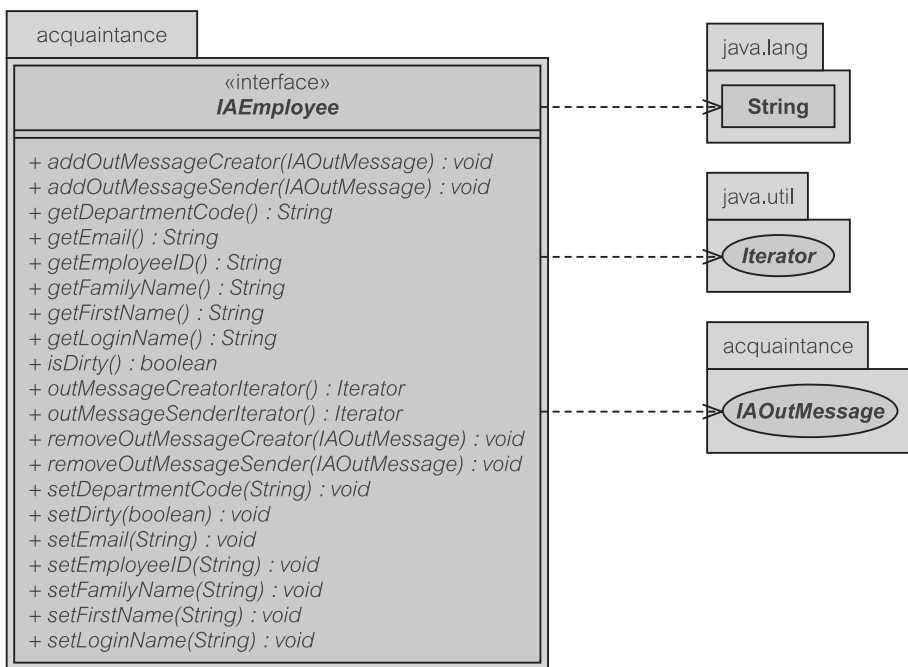 acquaintance
«interface»
IAEmployee
+ addOutMessageCreator(IAOutMessage) : void
+ addOutMessageSender(IAOutMessage) : void
+ getDepartmentCode() : String
+ getEmail() : String
+ getEmployeeID() : String
+ getFamilyName() : String
+ getFirstName() : String
+ getLoginName() : String
+ isDirty() : boolean
+ outMessageCreatorIterator() : Iterator
+ outMessageSenderIterator() : Iterator
+ removeOutMessageCreator(IAOutMessage) : void
+ removeOutMessageSender(IAOutMessage) : void
+ setDepartmentCode(String) : void
+ setDirty(boolean) : void
+ setEmail(String) : void
+ setEmployeeID(String) : void
+ setFamilyName(String) : void
+ setFirstName(String) : void
+ setLoginName(String) : void
java.lang
String
java.util
Iterator
acquaintance
IAOutMessage